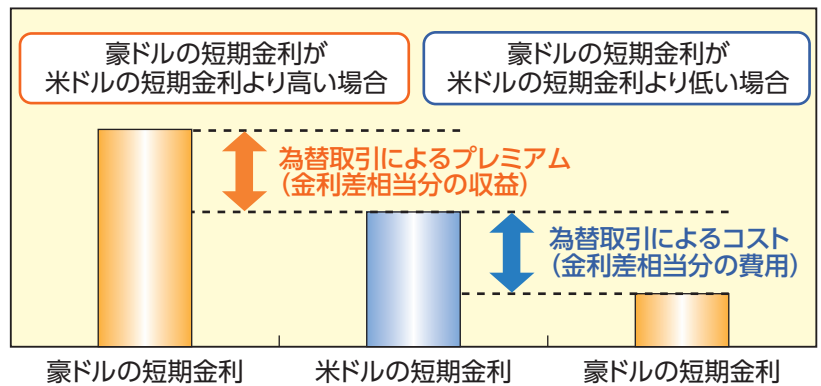 豪ドルの短期金利が
米ドルの短期金利より高い場合
豪ドルの短期金利が
米ドルの短期金利より低い場合
為替取引によるプレミアム
（金利差相当分の収益）
為替取引によるコスト
（金利差相当分の費用）
豪ドルの短期金利
米ドルの短期金利
豪ドルの短期金利